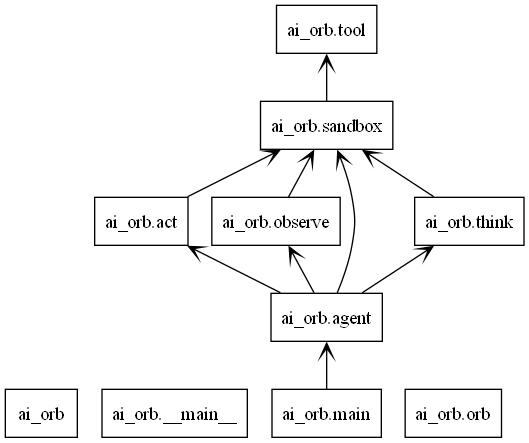 ai_orb.tool
ai_orb.sandbox
ai_orb.act
ai_orb.observe
ai_orb.think
ai_orb.agent
ai_orb
ai_orb.__main__
ai_orb.main
ai_orb.orb